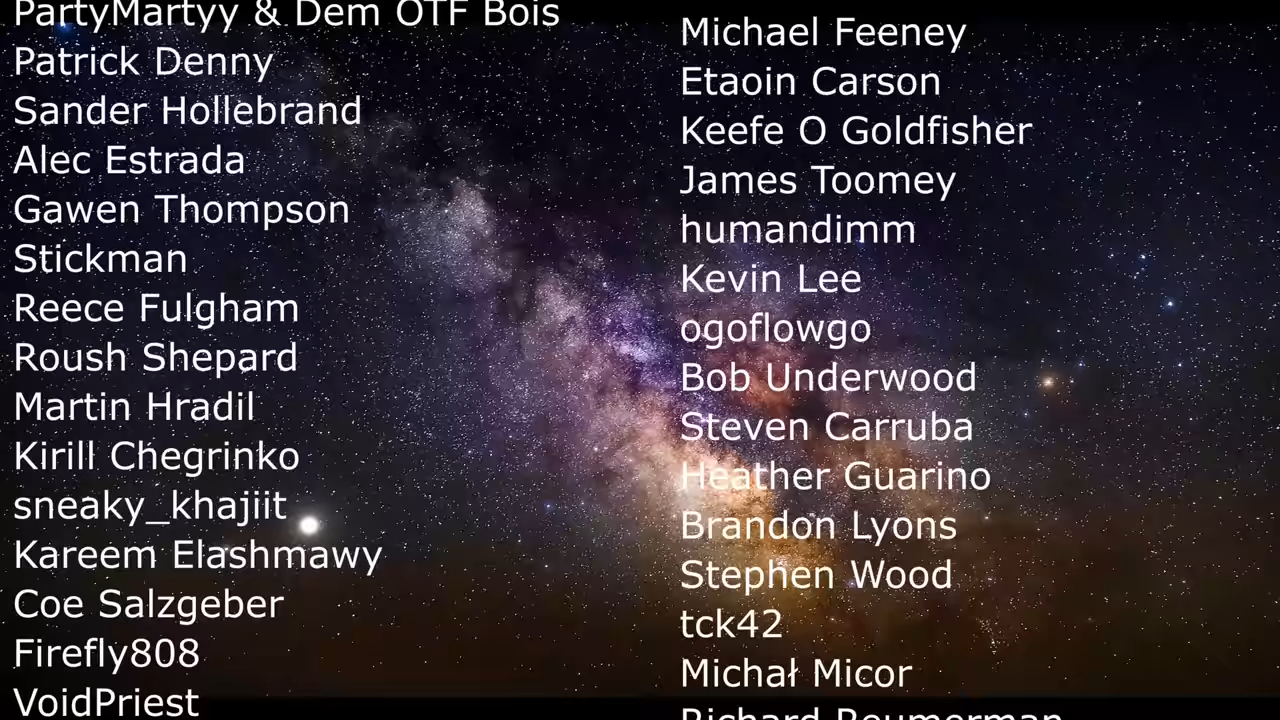 PartyMartyy & Dem OTF Bois
Patrick Denny
Sander Hollebrand
Alec Estrada
Gawen Thompson
Stickman
Reece Fulgham
Roush Shepard
Martin Hradil
Kirill Chegrinko
sneaky_khajiit
Kareem Elashmawy
Coe Salzgeber
Firefly808
VoidPriest
Michael Feeney
Etaoin Carson
Keefe O Goldfisher
James Toomey
humandimm
Kevin Lee
ogoflowgo
Bob Underwood
Steven Carruba
Heather Guarino
Brandon Lyons
Stephen Wood
tck42
Michał Micor
Richard